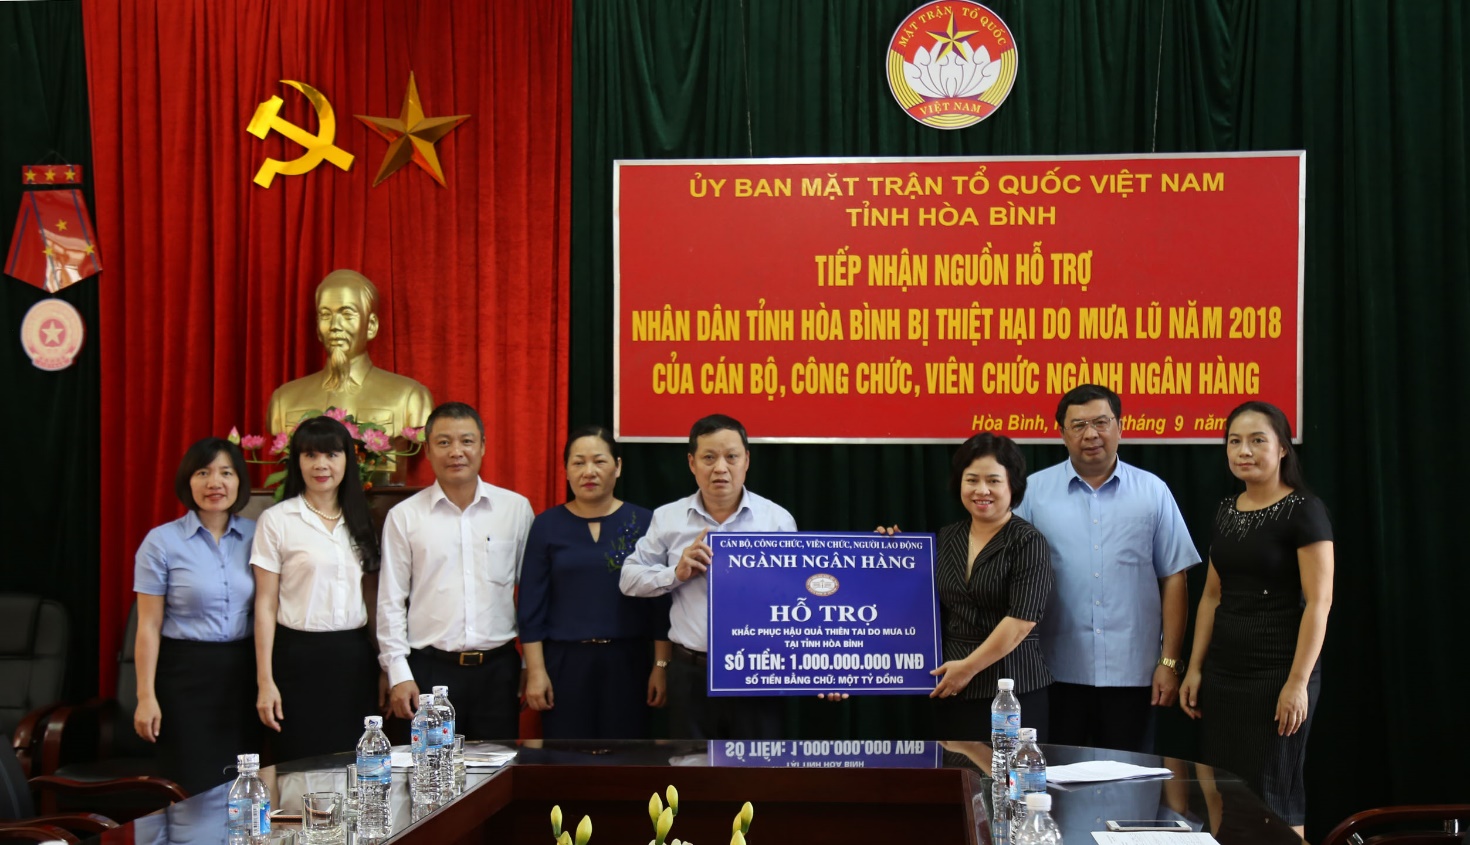 MẶT TRẬN TỔ QUỐC
VIỆT NAM
ỦY BAN MẶT TRẬN TỔ QUỐC VIỆT NAM
TỈNH HÒA BÌNH
TIẾP NHẬN NGUỒN HỖ TRỢ
NHÂN DÂN TỈNH HÒA BÌNH BỊ THIỆT HẠI DO MƯA LŨ NĂM 2018
CỦA CÁN BỘ, CÔNG CHỨC, VIÊN CHỨC NGÀNH NGÂN HÀNG
Hòa Bình, tháng 9 năm
CÁN BỘ, CÔNG CHỨC, VIÊN CHỨC, NGƯỜI LAO ĐỘNG
NGÀNH NGÂN HÀNG
HỖ TRỢ
KHẮC PHỤC HẬU QUẢ THIÊN TAI DO MƯA LŨ
TẠI TỈNH HÒA BÌNH
SỐ TIỀN: 1.000.000.000 VNĐ
SỐ TIỀN BẰNG CHỮ: MỘT TỶ ĐỒNG